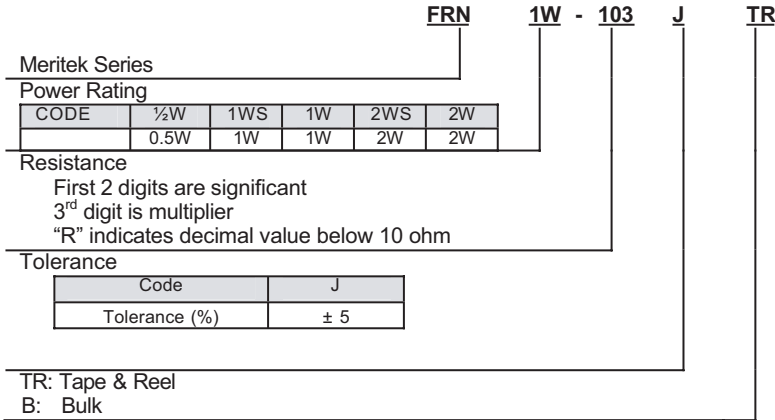 FRN 1W - 103 J TR
Meritek Series
Power Rating
CODE ½W 1WS 1W 2WS 2W
0.5W 1W 1W 2W 2W
Resistance
First 2 digits are significant
3rd digit is multiplier
“R” indicates decimal value below 10 ohm
Tolerance
Code J
Tolerance (%) ± 5
TR: Tape & Reel
B: Bulk